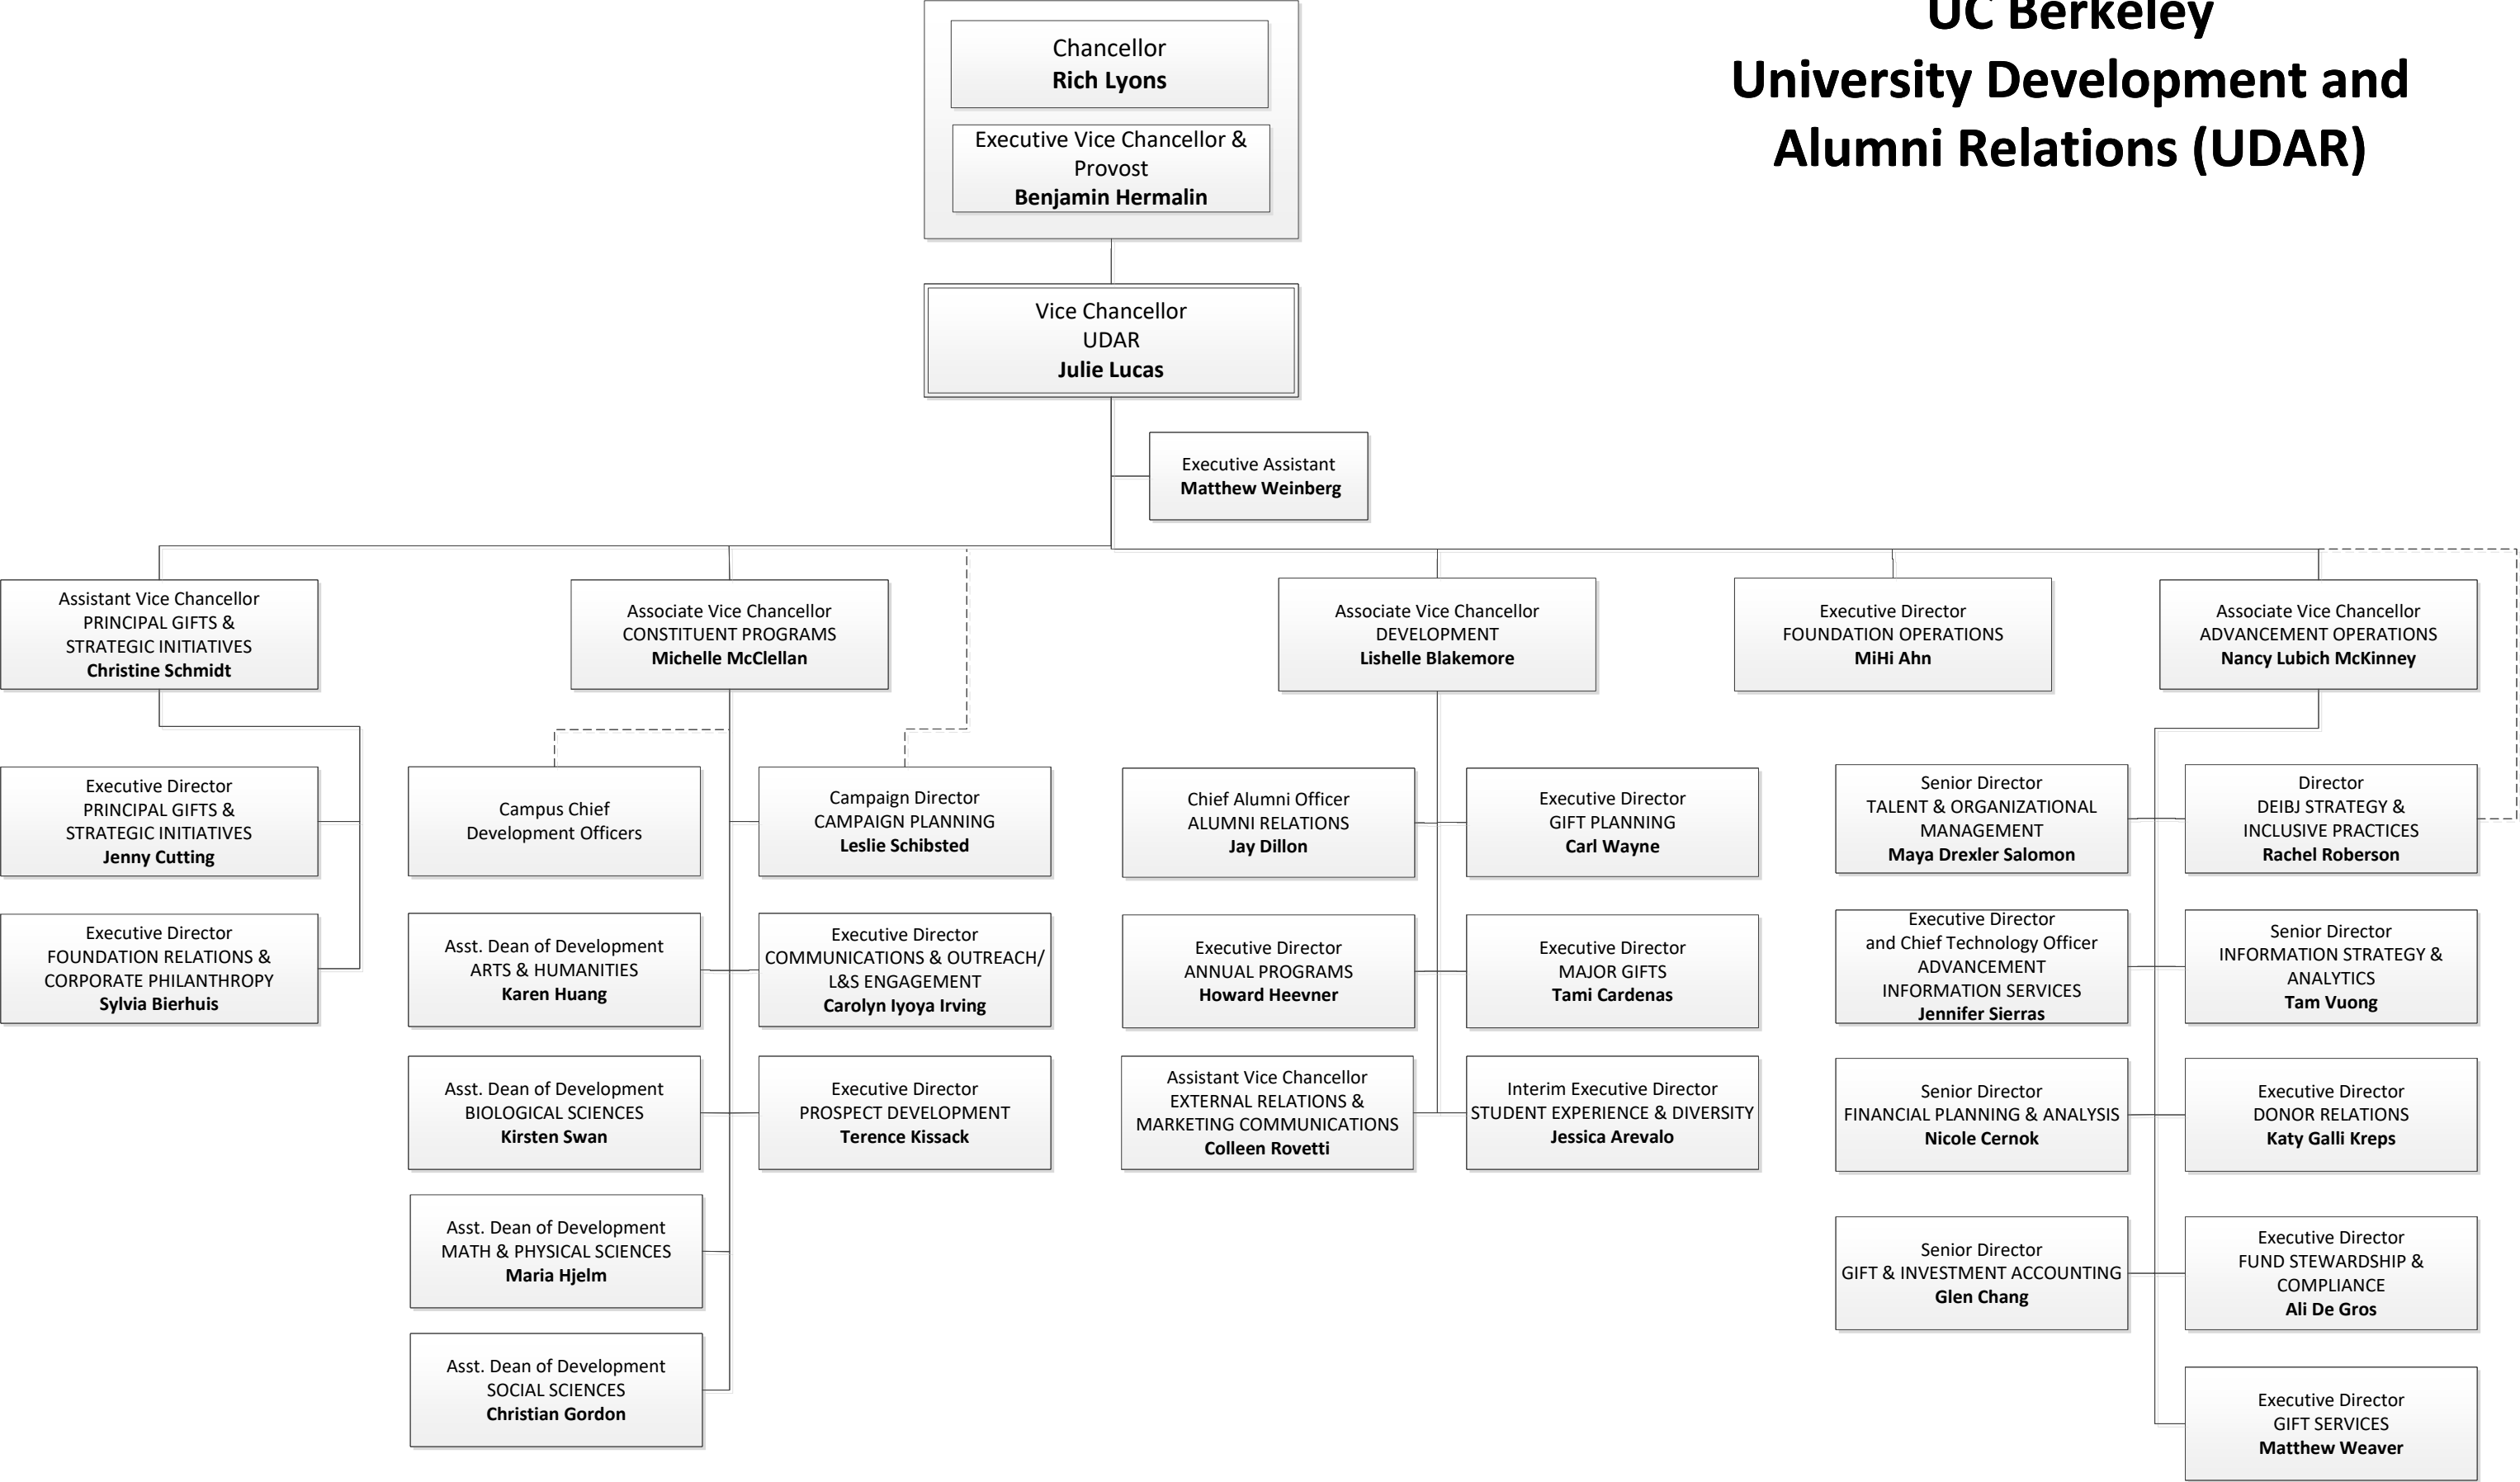 UC Berkeley
University Development and
Alumni Relations (UDAR)
Chancellor
Rich Lyons
Executive Vice Chancellor &
Provost
Benjamin Hermalin
Vice Chancellor
UDAR
Julie Lucas
Executive Assistant
Matthew Weinberg
Assistant Vice Chancellor
PRINCIPAL GIFTS &
STRATEGIC INITIATIVES
Christine Schmidt
Associate Vice Chancellor
CONSTITUENT PROGRAMS
Michelle McClellan
Associate Vice Chancellor
DEVELOPMENT
Lishelle Blakemore
Executive Director
FOUNDATION OPERATIONS
MiHi Ahn
Associate Vice Chancellor
ADVANCEMENT OPERATIONS
Nancy Lubich McKinney
Executive Director
PRINCIPAL GIFTS &
STRATEGIC INITIATIVES
Jenny Cutting
Campus Chief
Development Officers
Campaign Director
CAMPAIGN PLANNING
Leslie Schibsted
Chief Alumni Officer
ALUMNI RELATIONS
Jay Dillon
Executive Director
GIFT PLANNING
Carl Wayne
Senior Director
TALENT & ORGANIZATIONAL
MANAGEMENT
Maya Drexler Salomon
Director
DEIBJ STRATEGY &
INCLUSIVE PRACTICES
Rachel Roberson
Executive Director
FOUNDATION RELATIONS &
CORPORATE PHILANTHROPY
Sylvia Bierhuis
Asst. Dean of Development
ARTS & HUMANITIES
Karen Huang
Executive Director
COMMUNICATIONS & OUTREACH/
L&S ENGAGEMENT
Carolyn Iyoya Irving
Executive Director
ANNUAL PROGRAMS
Howard Heevner
Executive Director
MAJOR GIFTS
Tami Cardenas
Executive Director
and Chief Technology Officer
ADVANCEMENT
INFORMATION SERVICES
Jennifer Sierras
Senior Director
INFORMATION STRATEGY &
ANALYTICS
Tam Vuong
Asst. Dean of Development
BIOLOGICAL SCIENCES
Kirsten Swan
Executive Director
PROSPECT DEVELOPMENT
Terence Kissack
Assistant Vice Chancellor
EXTERNAL RELATIONS &
MARKETING COMMUNICATIONS
Colleen Rovetti
Interim Executive Director
STUDENT EXPERIENCE & DIVERSITY
Jessica Arevalo
Senior Director
FINANCIAL PLANNING & ANALYSIS
Nicole Cernok
Executive Director
DONOR RELATIONS
Katy Galli Kreps
Asst. Dean of Development
MATH & PHYSICAL SCIENCES
Maria Hjelm
Senior Director
GIFT & INVESTMENT ACCOUNTING
Glen Chang
Executive Director
FUND STEWARDSHIP &
COMPLIANCE
Ali De Gros
Asst. Dean of Development
SOCIAL SCIENCES
Christian Gordon
Executive Director
GIFT SERVICES
Matthew Weaver